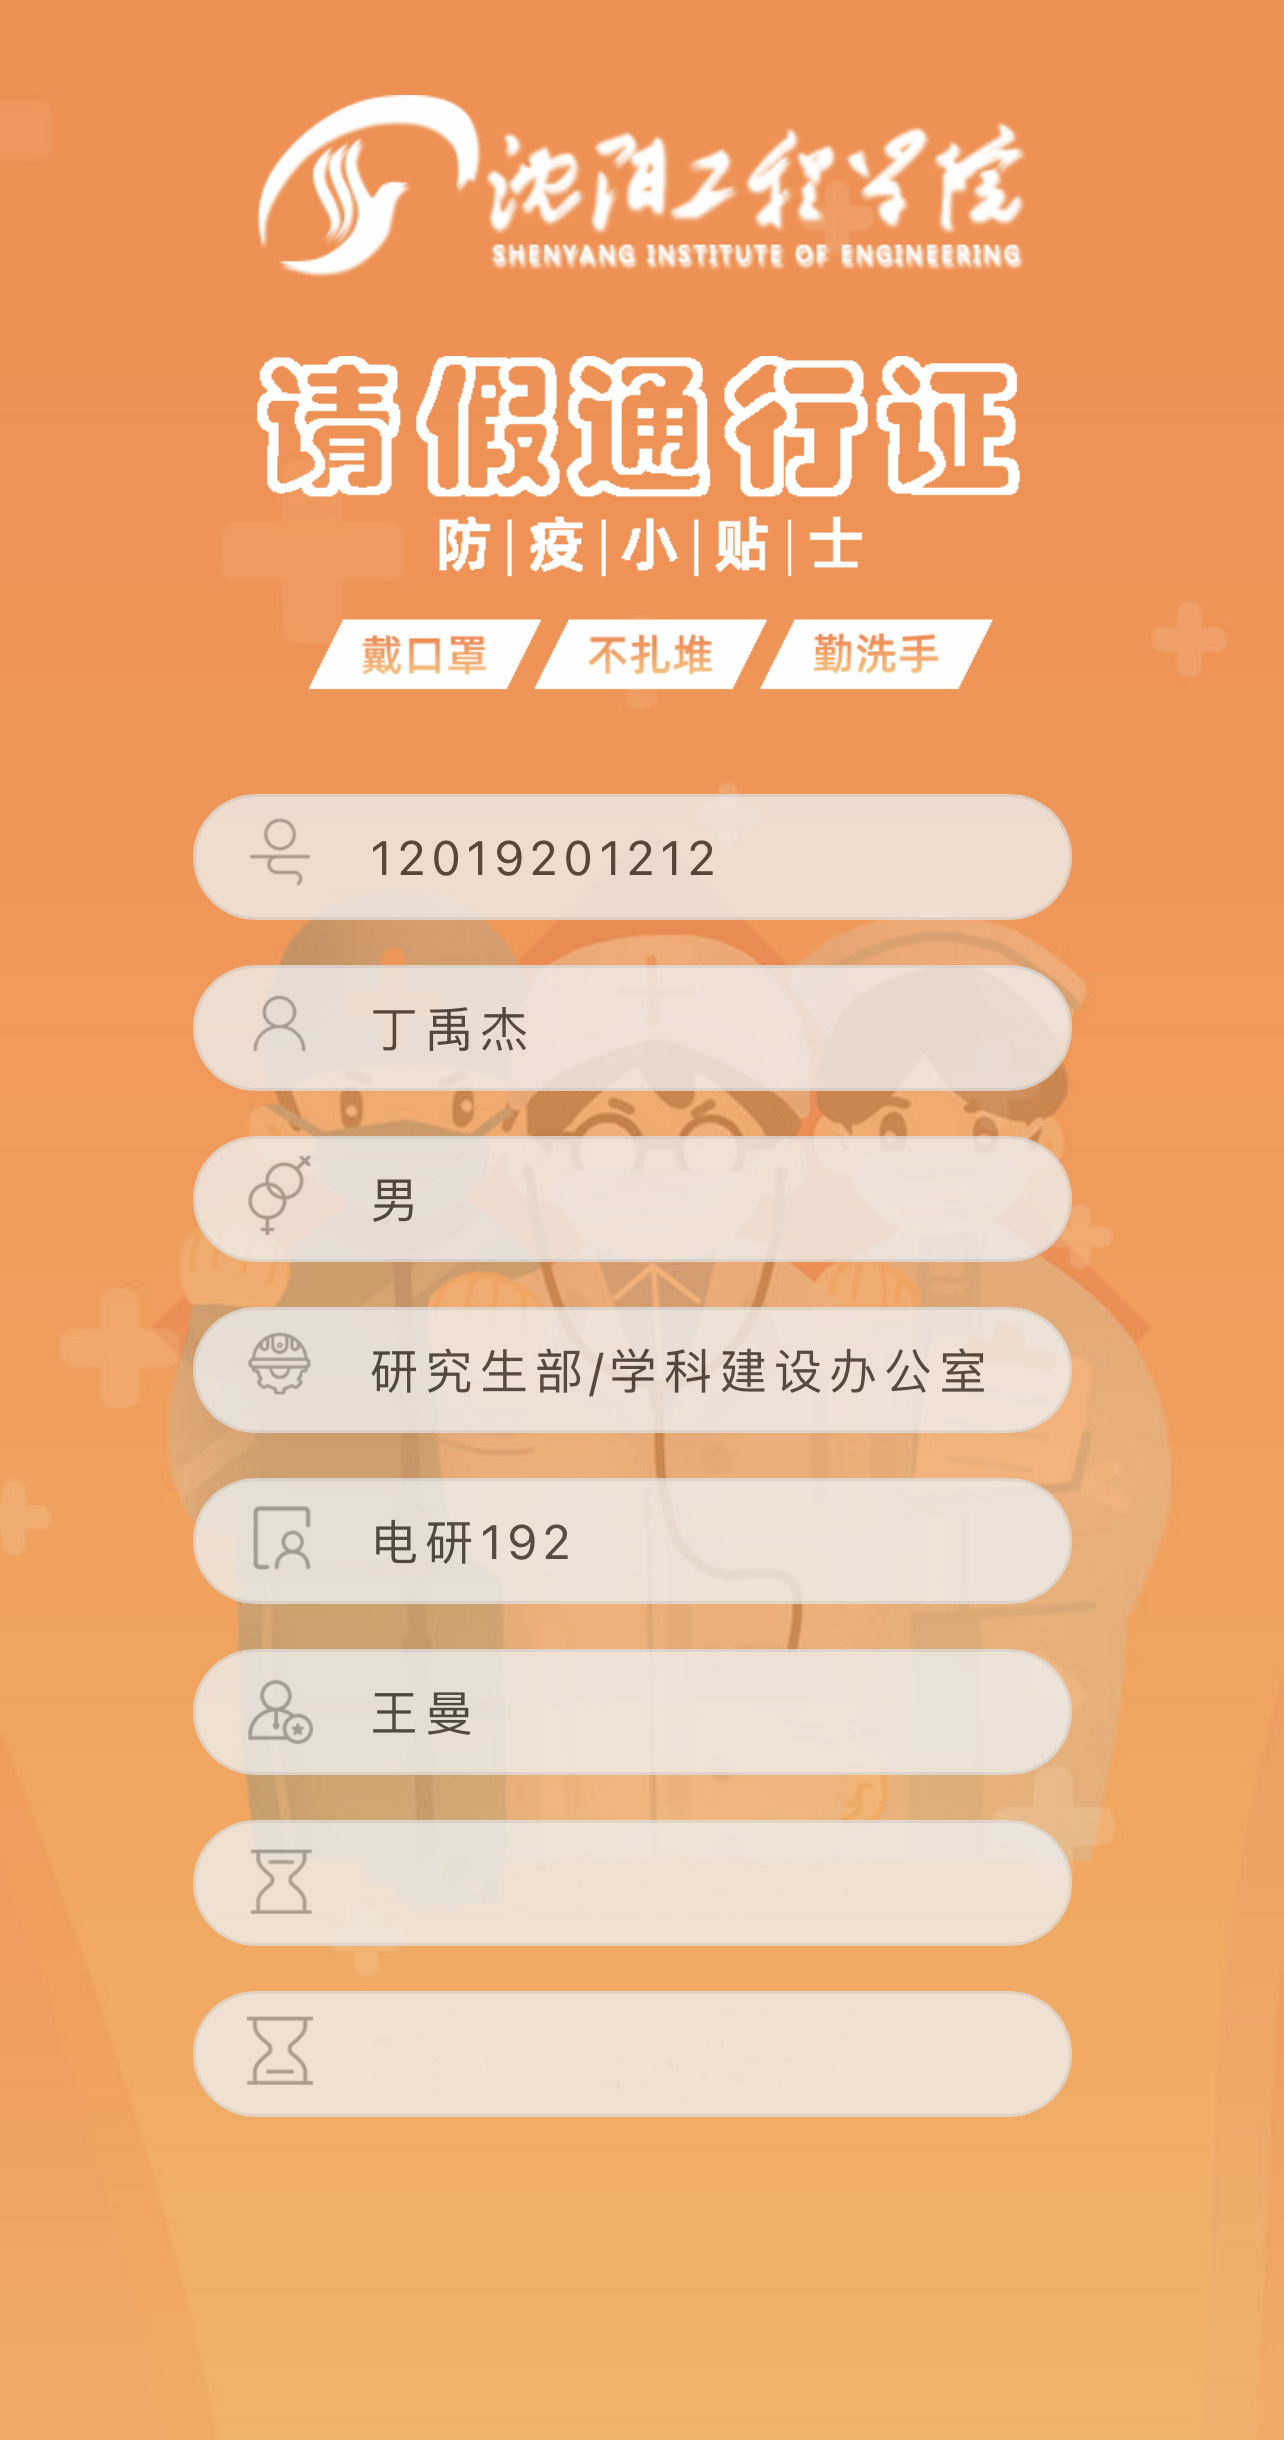 沈阳工程学院
SHENYANG INSTITUTE OF ENGINEERING
请假通行证
防|疫|小|贴|士
戴口罩 不扎堆 勤洗手
12019201212
丁禹杰
男
研究生部/学科建设办公室
电研192
王曼